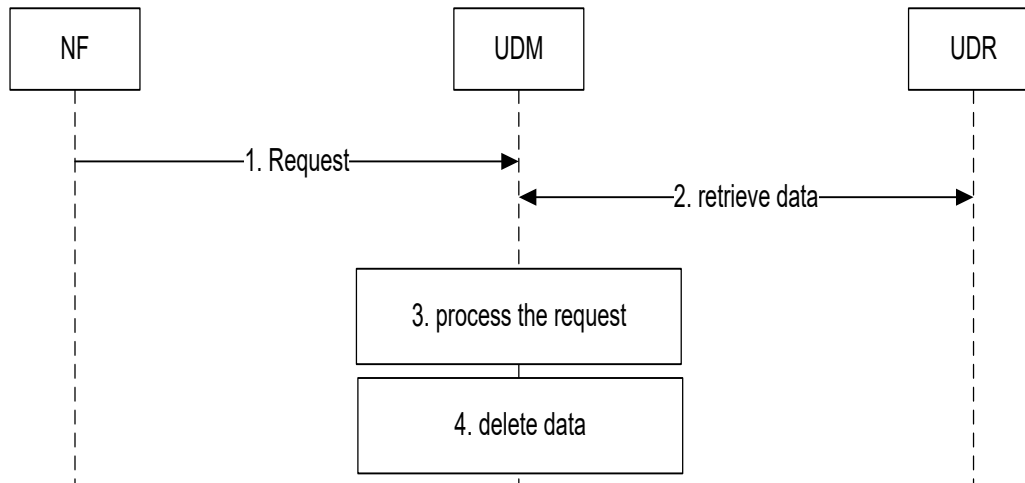 NF
UDM
UDR
1. Request
2. retrieve data
3. process the request
4. delete data